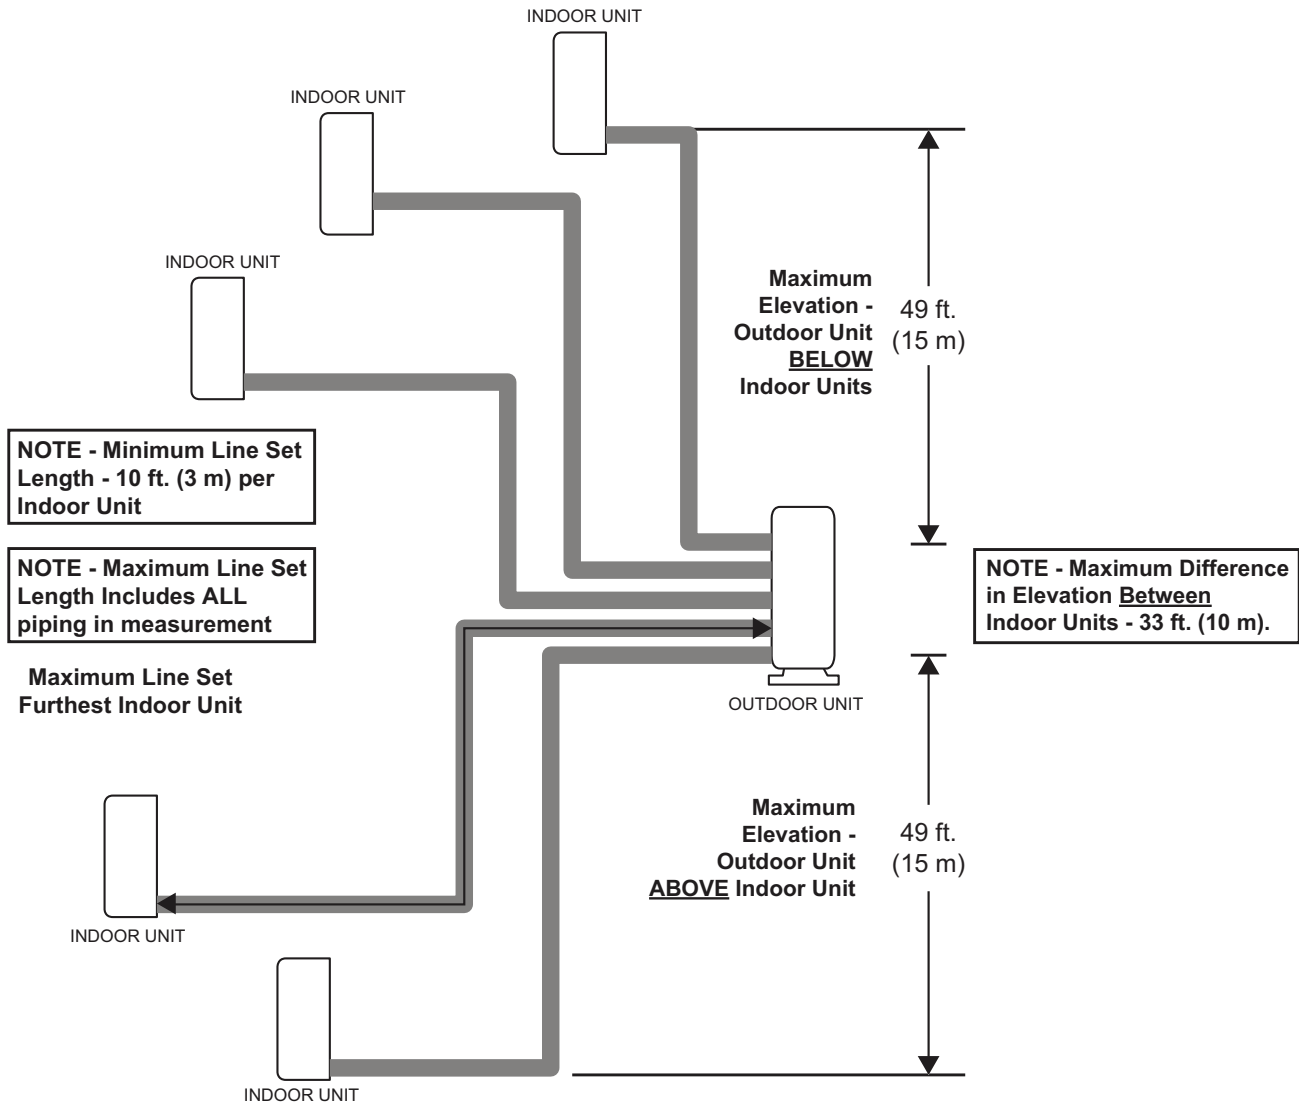 INDOOR UNIT
INDOOR UNIT
INDOOR UNIT
Maximum
Elevation -
Outdoor Unit
BELOW
Indoor Units
49 ft.
(15 m)
NOTE - Minimum Line Set
Length - 10 ft. (3 m) per
Indoor Unit
NOTE - Maximum Line Set
Length Includes ALL
piping in measurement
NOTE - Maximum Difference
in Elevation Between
Indoor Units - 33 ft. (10 m).
Maximum Line Set
Furthest Indoor Unit
OUTDOOR UNIT
Maximum
Elevation -
Outdoor Unit
ABOVE Indoor Unit
49 ft.
(15 m)
INDOOR UNIT
INDOOR UNIT